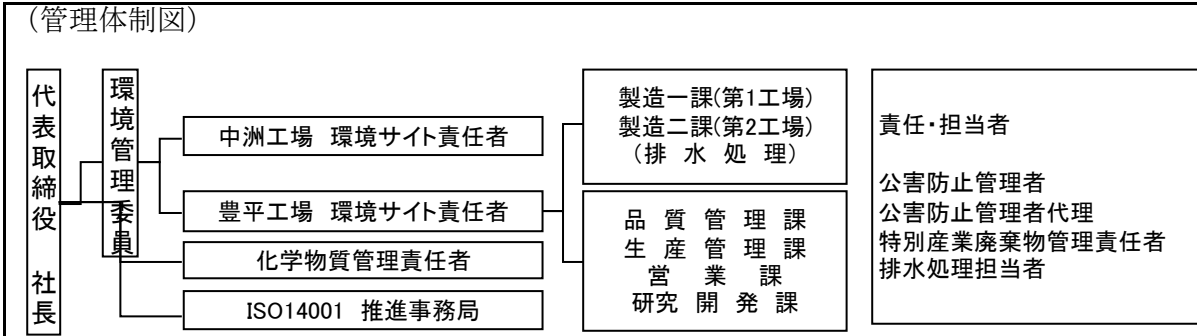 (管理体制図)
代表取締役 社長
環境管理委員
中洲工場 環境サイト責任者
豊平工場 環境サイト責任者
化学物質管理責任者
ISO14001 推進事務局
製造一課(第1工場)
製造二課(第2工場)
(排 水 処 理)
品 質 管 理 課
生 産 管 理 課
営 業 課
研究 開 発 課
責任・担当者
公害防止管理者
公害防止管理者代理
特別産業廃棄物管理責任者
排水処理担当者